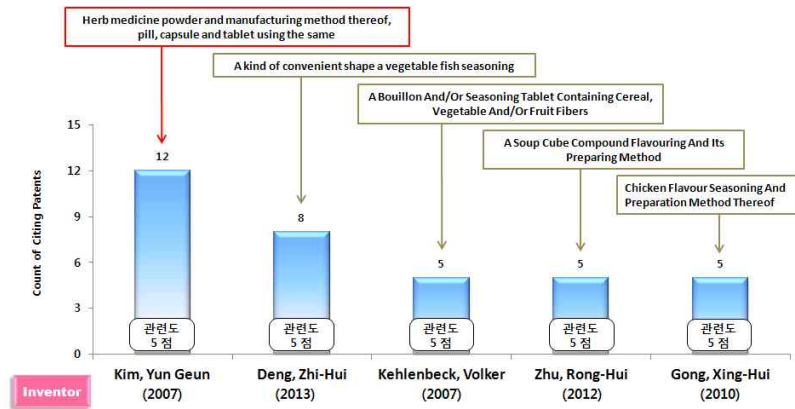 Herb medicine powder and manufacturing method thereof,
pill, capsule and tablet using the same
A kind of convenient shape a vegetable fish seasoning
A Bouillon And/Or Seasoning Tablet Containing Cereal,
Vegetable And/Or Fruit Fibers
A Soup Cube Compound Flavouring And Its
Preparing Method
Chicken Flavour Seasoning And
Preparation Method Thereof
Count of Citing Patents
15
12
9
6
3
0
12
8
5
5
5
관련도
5 점
관련도
5 점
관련도
5 점
관련도
5 점
관련도
5 점
Inventor
Kim, Yun Geun
(2007)
Deng, Zhi-Hui
(2013)
Kehlenbeck, Volker
(2007)
Zhu, Rong-Hui
(2012)
Gong, Xing-Hui
(2010)